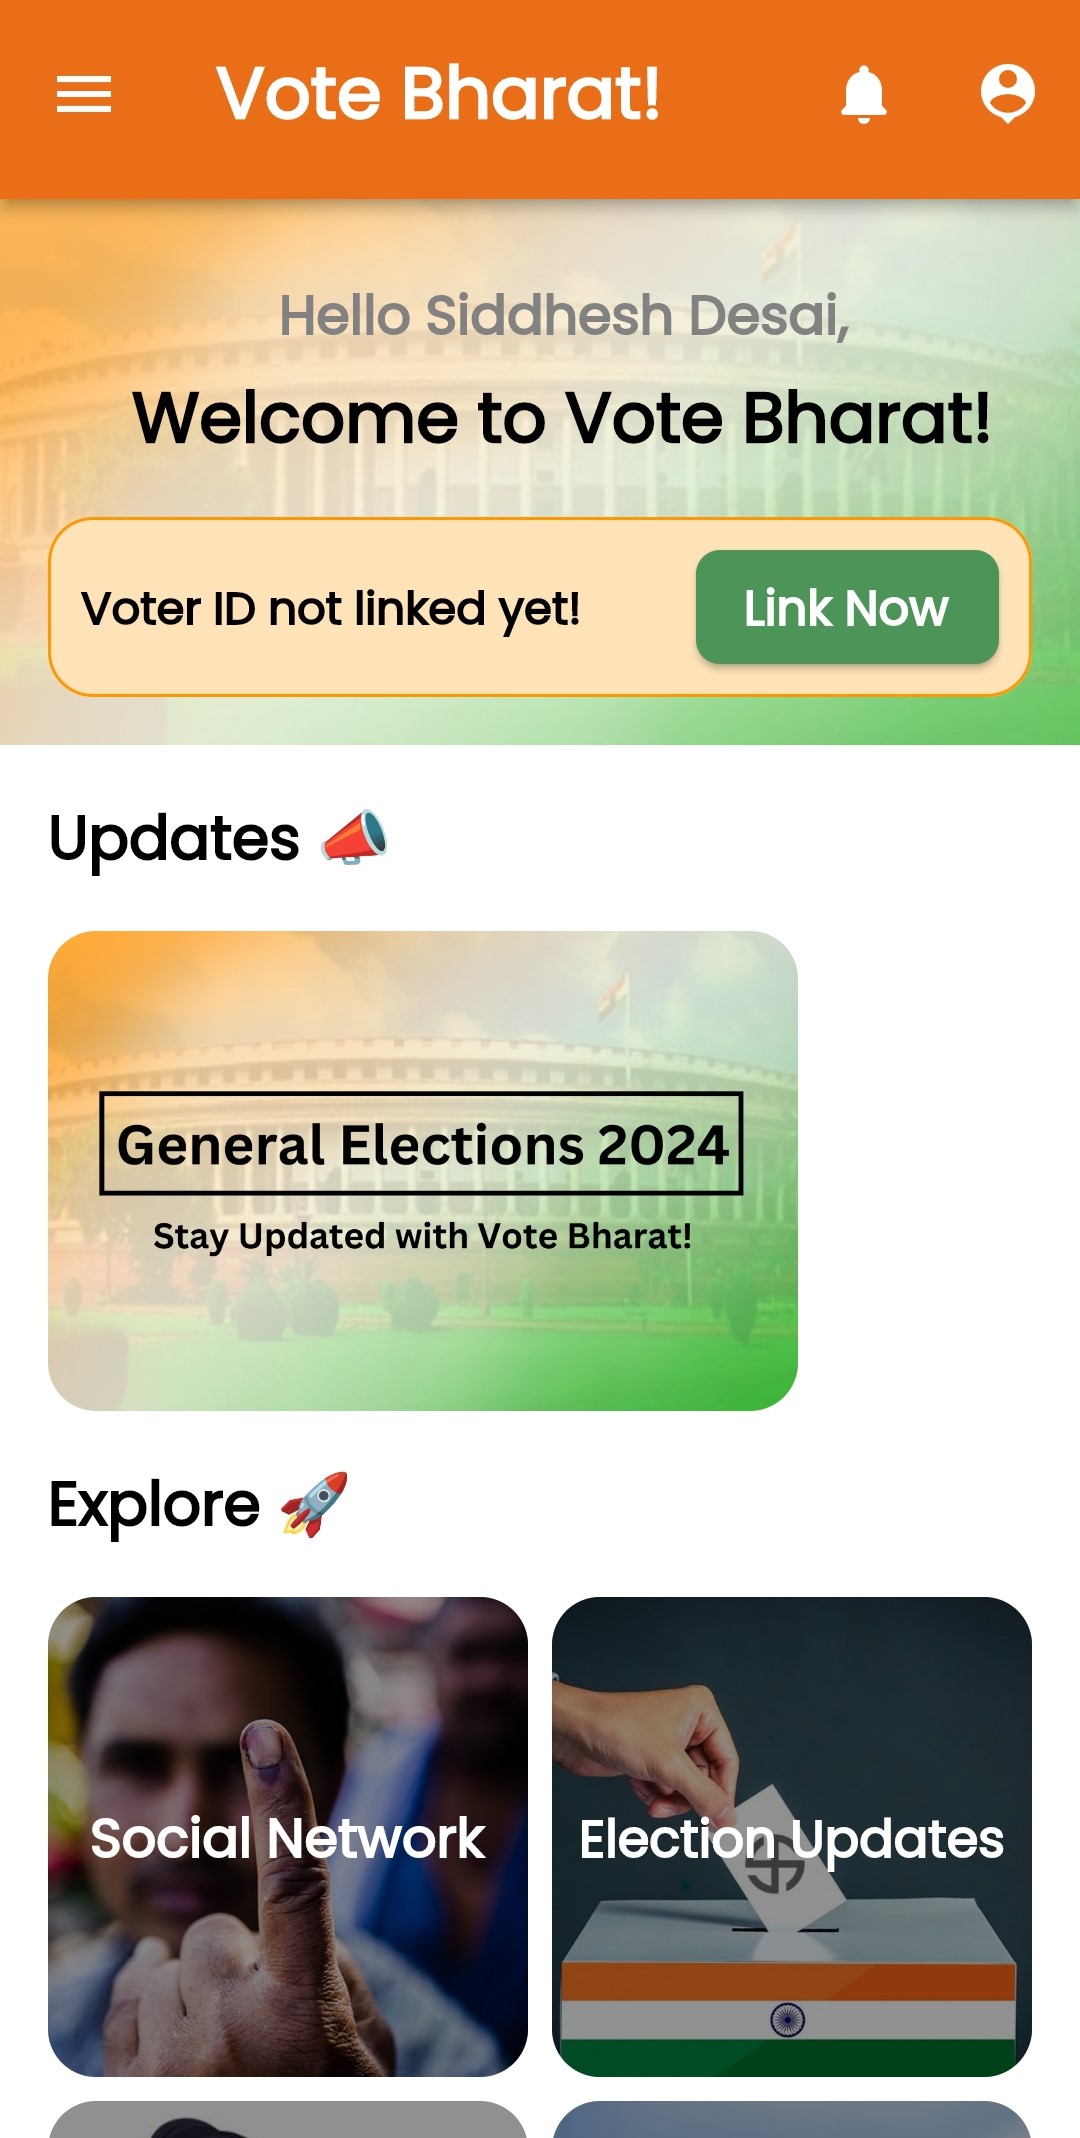 Vote Bharat!
Hello Siddhesh Desai,
Welcome to Vote Bharat!
Voter ID not linked yet!
Link Now
Updates 📣
General Elections 2024
Stay Updated with Vote Bharat!
Explore 🚀
Social Network
Election Updates